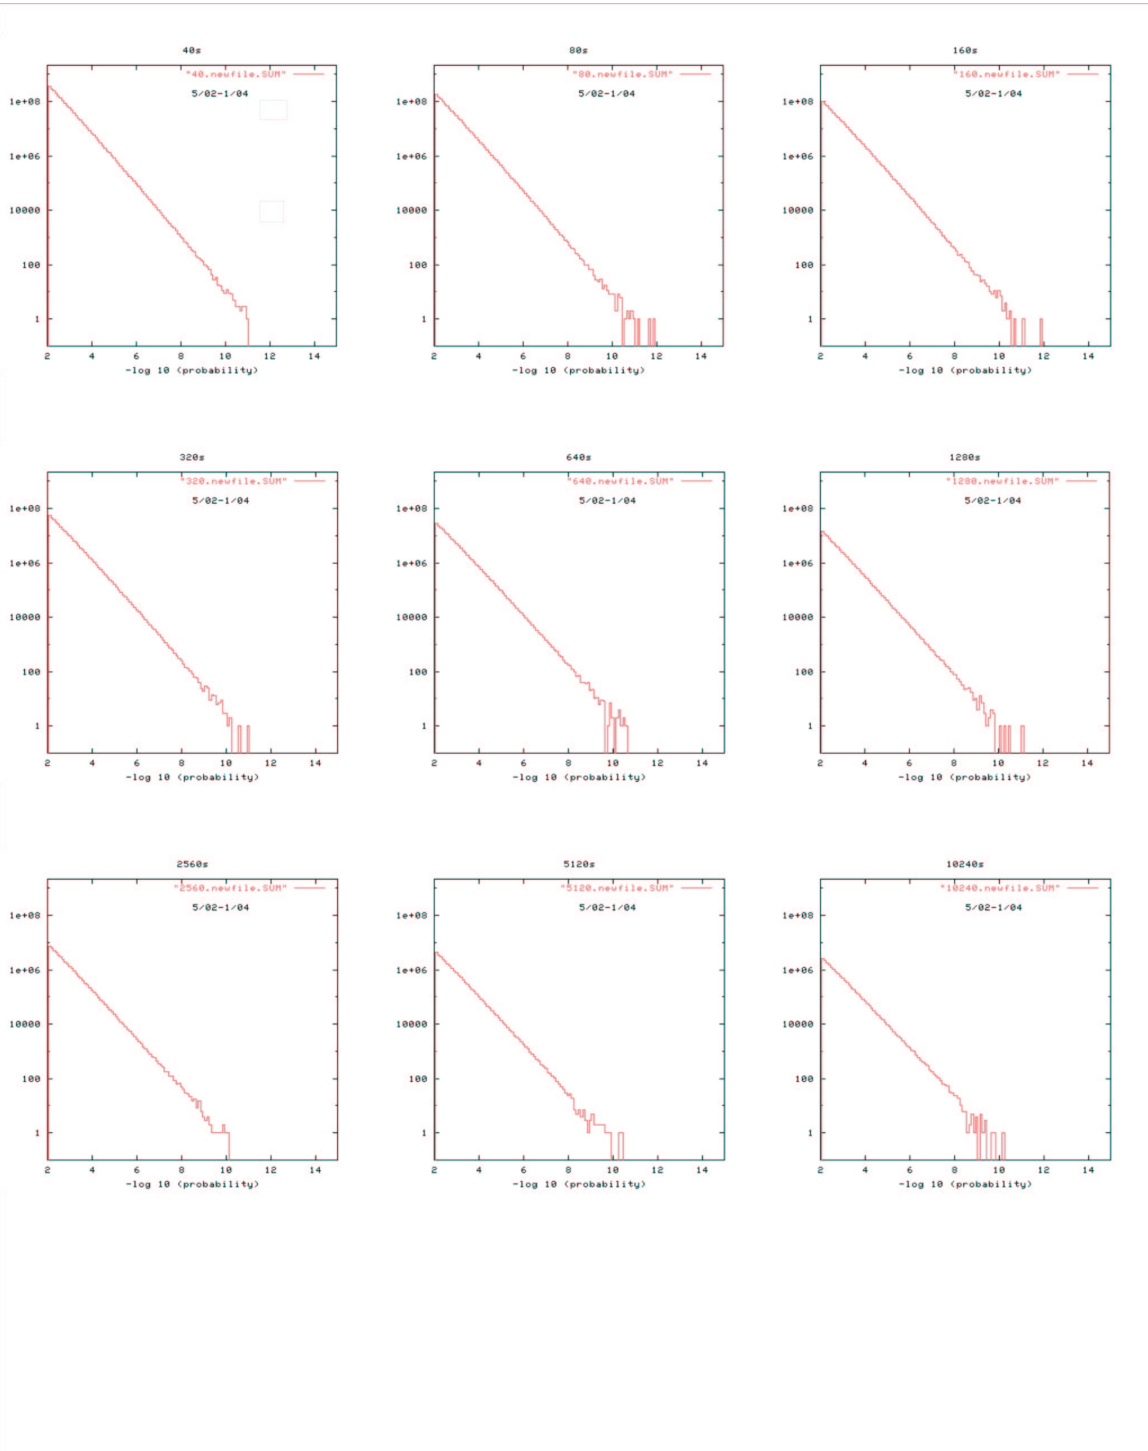 40s
"40.newfile.SUM"
5/02-1/04
1e+08
1e+06
10000
100
1
2 4 6 8 10 12 14
-log 10 (probability)
80s
"80.newfile.SUM"
5/02-1/04
1e+08
1e+06
10000
100
1
2 4 6 8 10 12 14
-log 10 (probability)
160s
"160.newfile.SUM"
5/02-1/04
1e+08
1e+06
10000
100
1
2 4 6 8 10 12 14
-log 10 (probability)
320s
"320.newfile.SUM"
5/02-1/04
1e+08
1e+06
10000
100
1
2 4 6 8 10 12 14
-log 10 (probability)
640s
"640.newfile.SUM"
5/02-1/04
1e+08
1e+06
10000
100
1
2 4 6 8 10 12 14
-log 10 (probability)
1280s
"1280.newfile.SUM"
5/02-1/04
1e+08
1e+06
10000
100
1
2 4 6 8 10 12 14
-log 10 (probability)
2560s
"2560.newfile.SUM"
5/02-1/04
1e+08
1e+06
10000
100
1
2 4 6 8 10 12 14
-log 10 (probability)
5120s
"5120.newfile.SUM"
5/02-1/04
1e+08
1e+06
10000
100
1
2 4 6 8 10 12 14
-log 10 (probability)
10240s
"10240.newfile.SUM"
5/02-1/04
1e+08
1e+06
10000
100
1
2 4 6 8 10 12 14
-log 10 (probability)